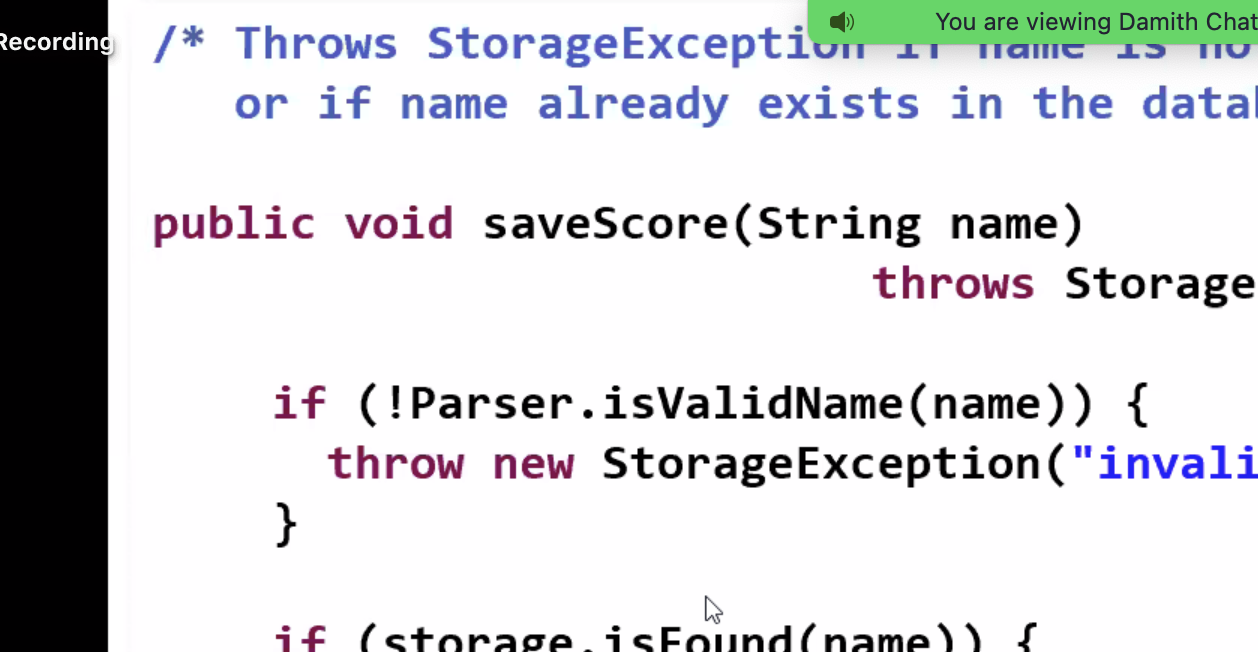 Recording
You are viewing Damith Chat
/* Throws StorageException if name is no
or if name already exists in the datab
public void saveScore(String name)
throws Storage
if (!Parser.isValidName(name)) {
throw new StorageException("invali
}
if (storage.isFound(name)) {